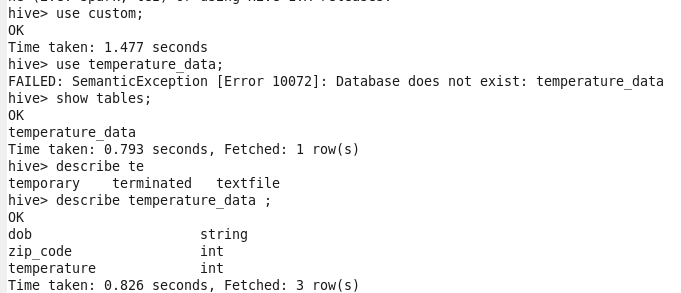 hive> use custom;
OK
Time taken: 1.477 seconds
hive> use temperature_data;
FAILED: SemanticException [Error 10072]: Database does not exist: temperature_data
hive> show tables;
OK
temperature_data
Time taken: 0.793 seconds, Fetched: 1 row(s)
hive> describe te
temporary    terminated   textfile
hive> describe temperature_data ;
OK
dob                     string
zip_code                int
temperature             int
Time taken: 0.826 seconds, Fetched: 3 row(s)